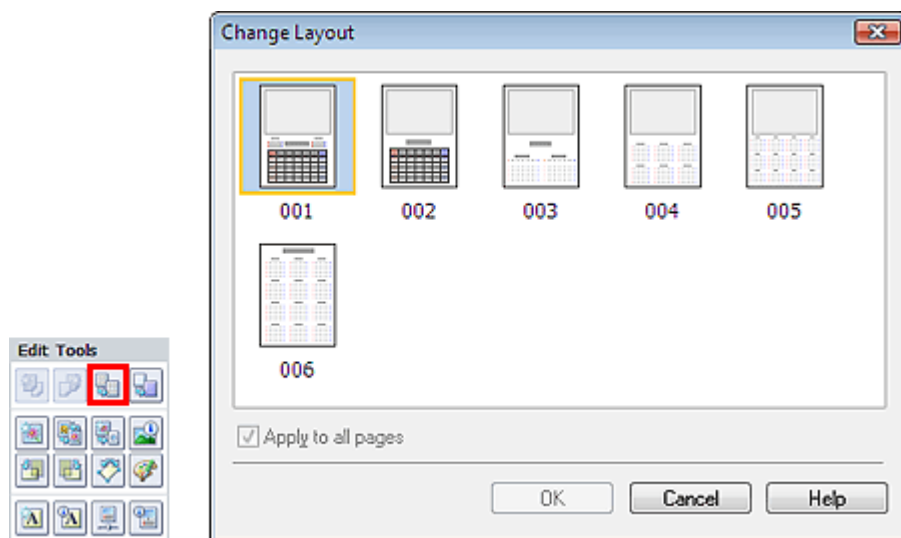 Change Layout
001 002 003 004 005
006
Apply to all pages
OK Cancel Help
Edit Tools